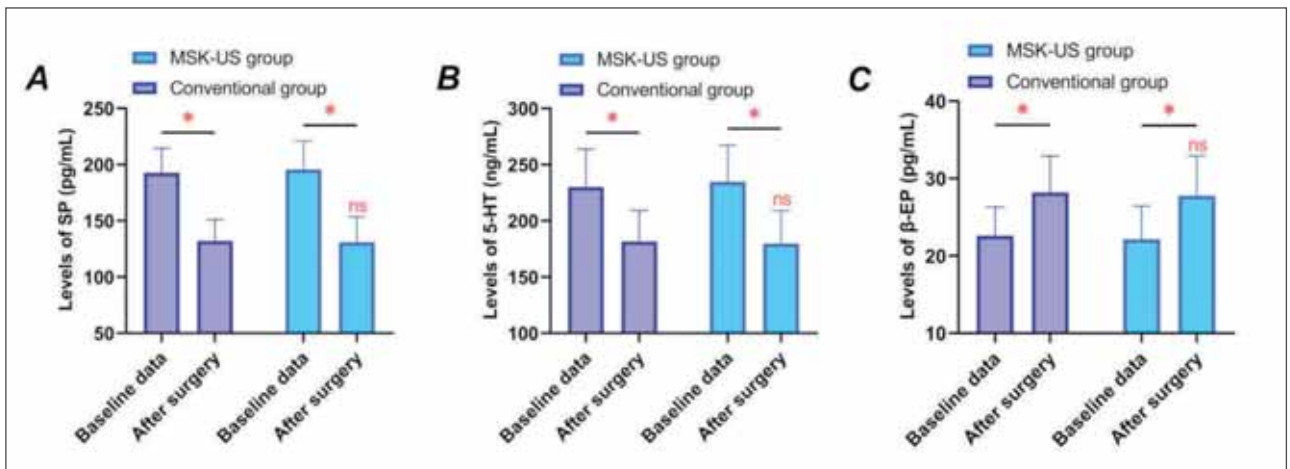 A
MSK-US group
Conventional group
Levels of SP (pg/mL)
250
200
150
100
50
*
*
ns
Baseline data
After surgery
Baseline data
After surgery
B
MSK-US group
Conventional group
Levels of 5-HT (ng/mL)
300
250
200
150
100
*
*
ns
Baseline data
After surgery
Baseline data
After surgery
C
MSK-US group
Conventional group
Levels of β-EP (pg/mL)
40
30
20
10
*
*
ns
Baseline data
After surgery
Baseline data
After surgery